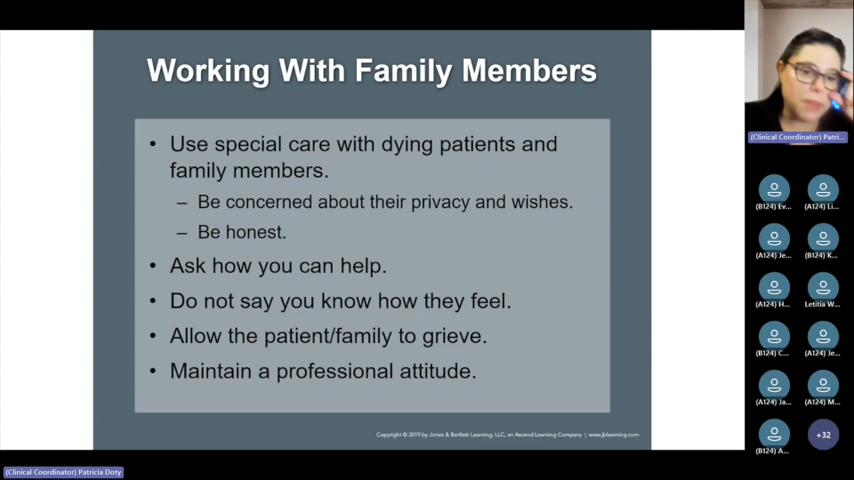 Working With Family Members
• Use special care with dying patients and
family members.
– Be concerned about their privacy and wishes.
– Be honest.
• Ask how you can help.
• Do not say you know how they feel.
• Allow the patient/family to grieve.
• Maintain a professional attitude.
Copyright © 2019 by Jones & Bartlett Learning, LLC, an Ascend Learning Company | www.jblearning.com
(Clinical Coordinator) Patri...
(B124) Ev...
(A124) Li...
(A124) Je...
(B124) K...
(A124) H...
Letitia W...
(B124) C...
(A124) Je...
(A124) Ja...
(A124) M...
(B124) A...
+32
(Clinical Coordinator) Patricia Doty